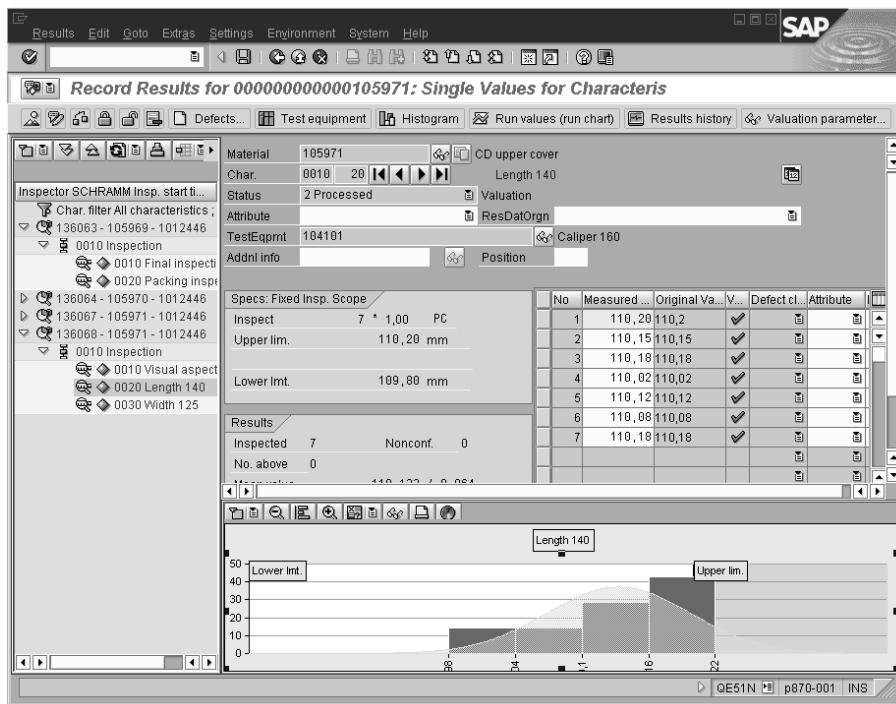 Results Edit Goto Extras Settings Environment System Help
SAP
Record Results for 000000000000105971: Single Values for Characteris
Defects... Test equipment Histogram Run values (run chart) Results history Valuation parameter...
Inspector SCHRAMM Insp. start ti...
Char. filter All characteristics ;
136063 - 105969 - 1012446
0010 Inspection
0010 Final inspecti
0020 Packing inspe
136064 - 105970 - 1012446
136067 - 105971 - 1012446
136068 - 105971 - 1012446
0010 Inspection
0010 Visual aspect
0020 Length 140
0030 Width 125
Material 105971 CD upper cover
Char. 0010 20 Length 140
Status 2 Processed Valuation
Attribute ResDatOrgn
TestEqpmt 104101 Caliper 160
Addnl info Position
Specs: Fixed Insp. Scope
Inspect 7 * 1,00 PC
Upper lim. 110,20 mm
Lower lmt. 109,80 mm
Results
Inspected 7 Nonconf. 0
No. above 0
No Measured ... Original Va... V... Defect cl... Attribute
1 110,20 110,2
2 110,15 110,15
3 110,18 110,18
4 110,02 110,02
5 110,12 110,12
6 110,08 110,08
7 110,18 110,18
Length 140
Lower lmt. Upper lim.
50
40
30
20
10
0
98 04 0,1 16 22
QE51N p870-001 INS